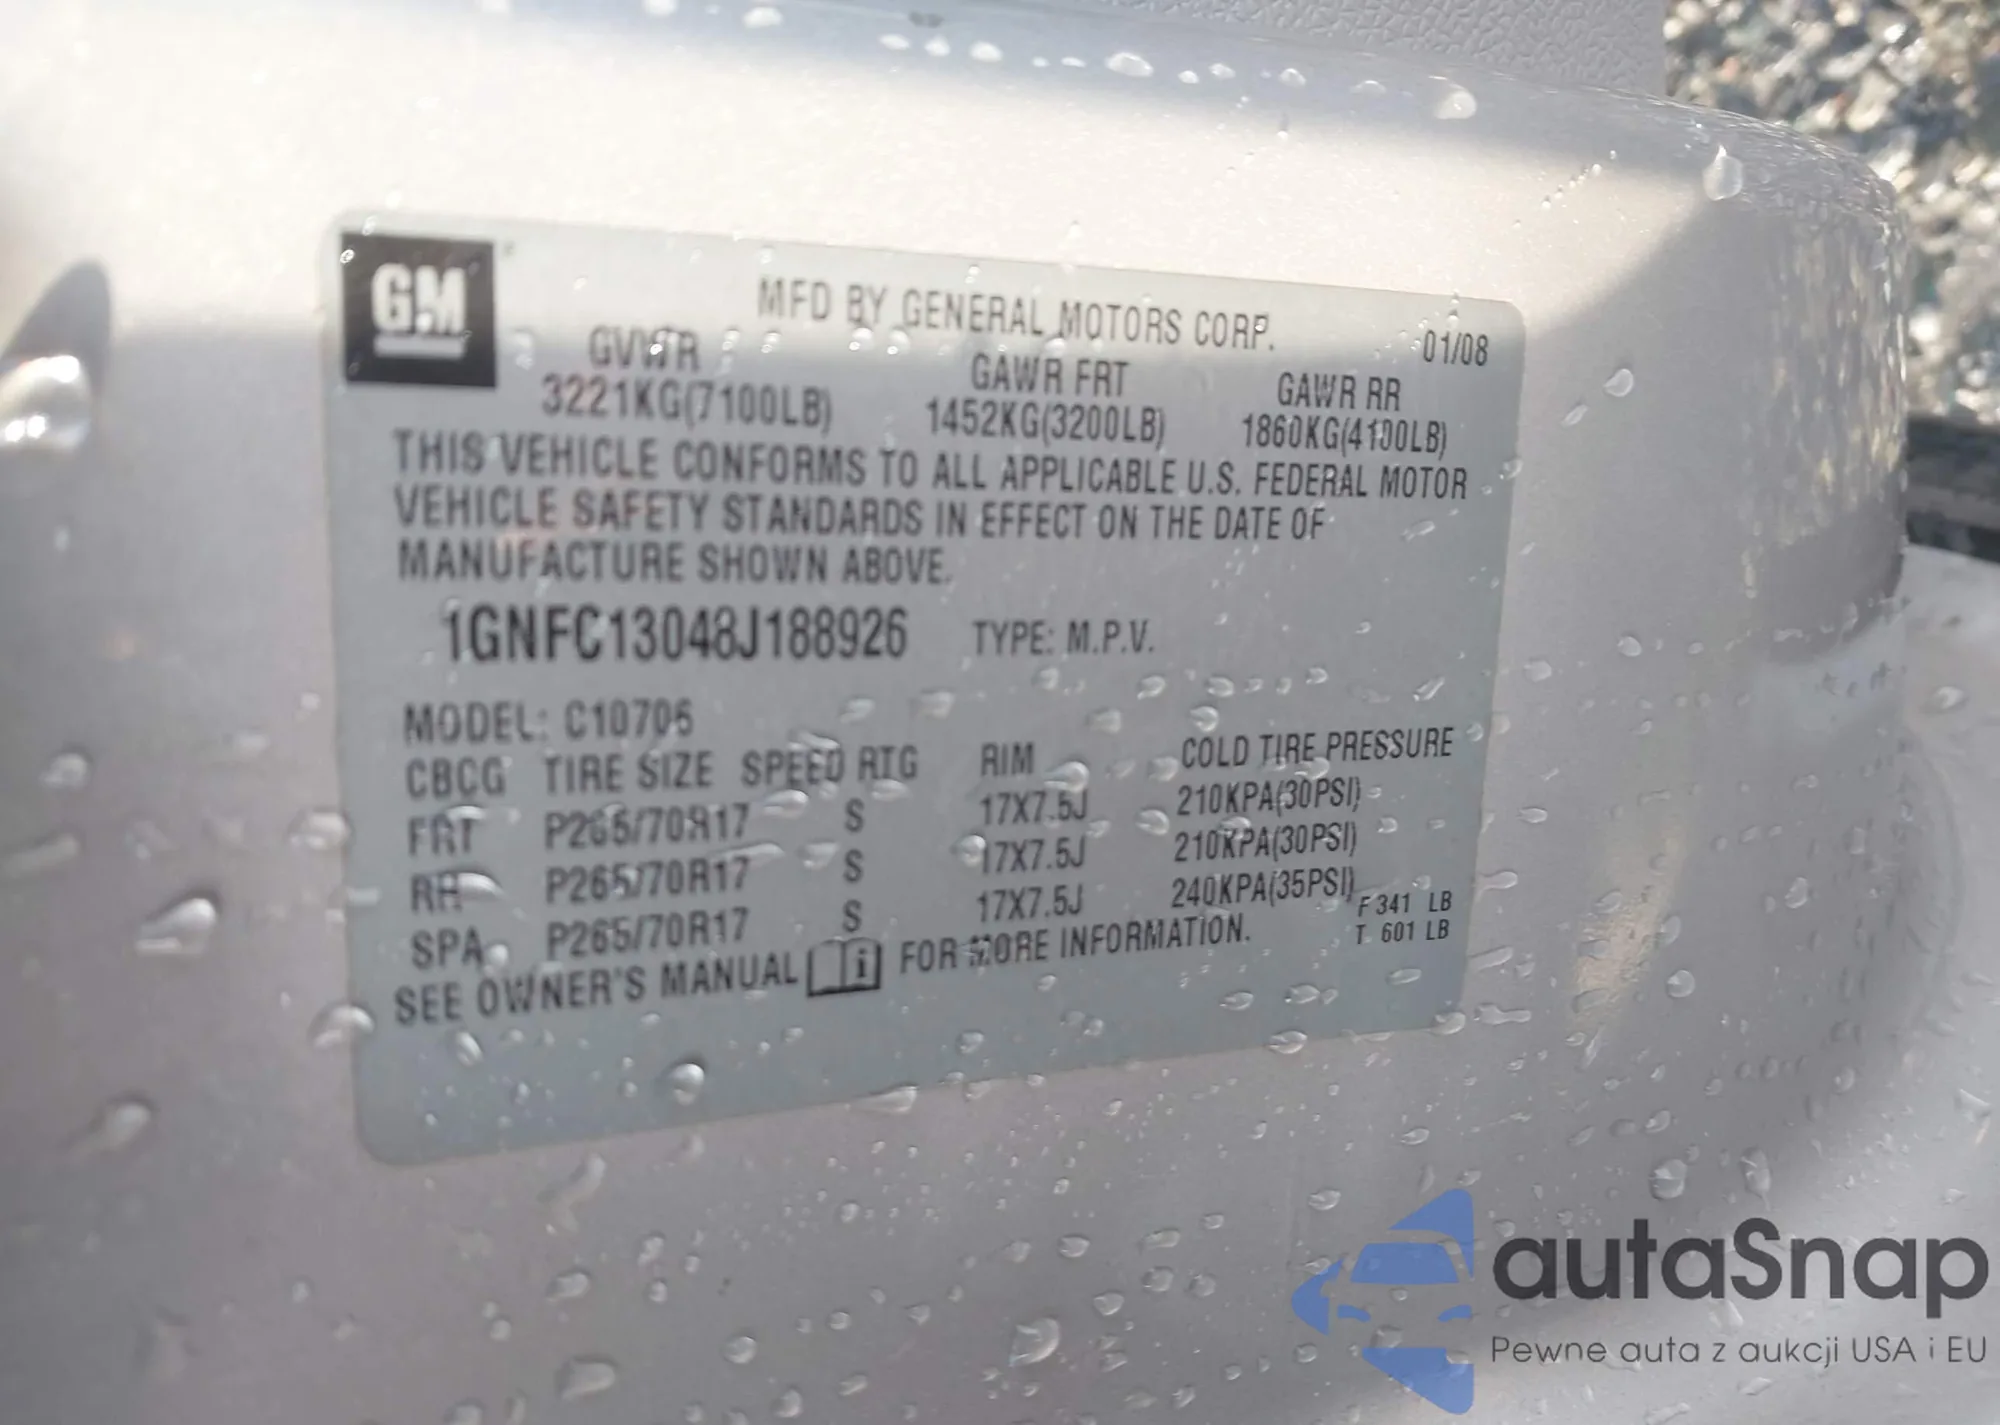 GM
MFD BY GENERAL MOTORS CORP. 01/08
GVWR GAWR FRT GAWR RR
3221KG(7100LB) 1452KG(3200LB) 1860KG(4100LB)
THIS VEHICLE CONFORMS TO ALL APPLICABLE U.S. FEDERAL MOTOR
VEHICLE SAFETY STANDARDS IN EFFECT ON THE DATE OF
MANUFACTURE SHOWN ABOVE.
1GNFC13048J188926 TYPE: M.P.V.
MODEL: C10706
CBCG TIRE SIZE SPEED RTG RIM COLD TIRE PRESSURE
FRT P265/70R17 S 17X7.5J 210KPA(30PSI)
RH P265/70R17 S 17X7.5J 210KPA(30PSI)
SPA P265/70R17 S 17X7.5J 240KPA(35PSI)
SEE OWNER'S MANUAL i FOR MORE INFORMATION.
F 341 LB
T 601 LB
autaSnap
Pewne auta z aukcji USA i EU